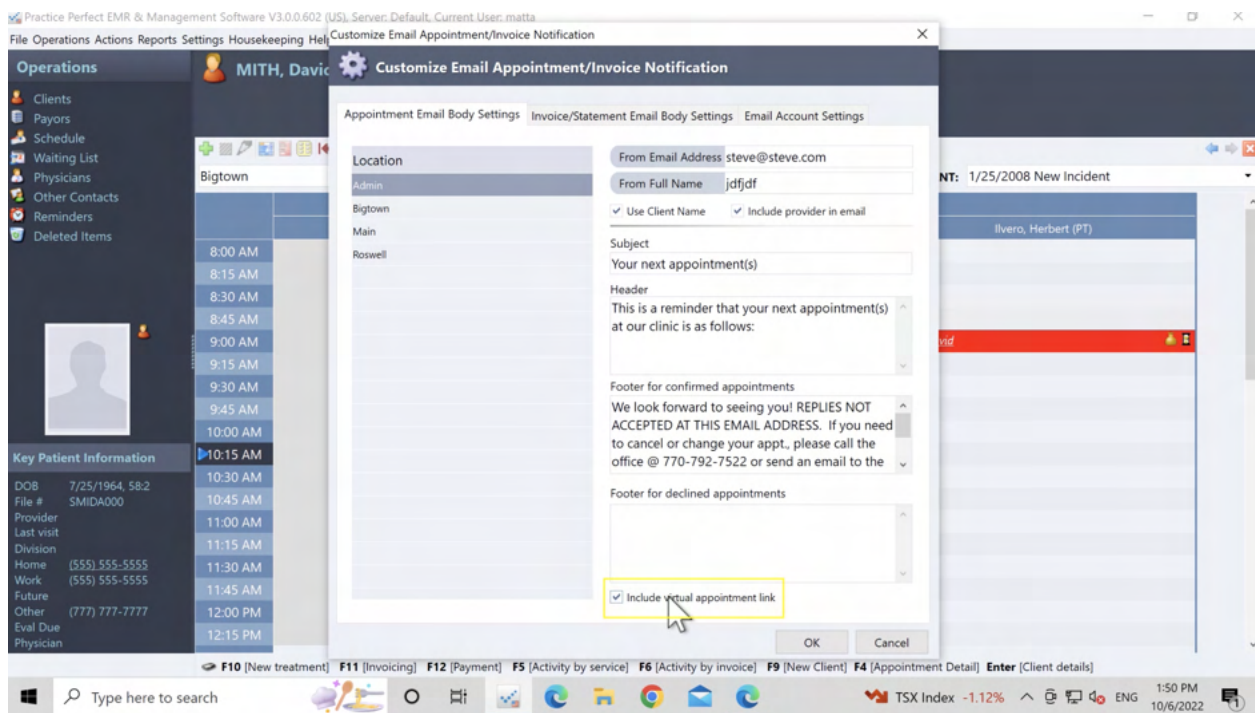 Practice Perfect EMR & Management Software V3.0.0.602 (US), Server: Default, Current User: matta
File Operations Actions Reports Settings Housekeeping Hel
Operations
Clients
Payors
Schedule
Waiting List
Physicians
Other Contacts
Reminders
Deleted Items
MITH, Davi
Bigtown
NT: 1/25/2008 New Incident
Ilvero, Herbert (PT)
vid
8:00 AM
8:15 AM
8:30 AM
8:45 AM
9:00 AM
9:15 AM
9:30 AM
9:45 AM
10:00 AM
10:15 AM
10:30 AM
10:45 AM
11:00 AM
11:15 AM
11:30 AM
11:45 AM
12:00 PM
12:15 PM
Key Patient Information
DOB 7/25/1964, 58:2
File # SMIDA000
Provider
Last visit
Division
Home (555) 555-5555
Work (555) 555-5555
Future
Other (777) 777-7777
Eval Due
Physician
Customize Email Appointment/Invoice Notification
Customize Email Appointment/Invoice Notification
Appointment Email Body Settings Invoice/Statement Email Body Settings Email Account Settings
Location
Admin
Bigtown
Main
Roswell
From Email Address steve@steve.com
From Full Name jdfjdf
Use Client Name Include provider in email
Subject
Your next appointment(s)
Header
This is a reminder that your next appointment(s)
at our clinic is as follows:
Footer for confirmed appointments
We look forward to seeing you! REPLIES NOT
ACCEPTED AT THIS EMAIL ADDRESS. If you need
to cancel or change your appt., please call the
office @ 770-792-7522 or send an email to the
Footer for declined appointments
Include virtual appointment link
OK Cancel
F10 [New treatment] F11 [Invoicing] F12 [Payment] F5 [Activity by service] F6 [Activity by invoice] F9 [New Client] F4 [Appointment Detail] Enter [Client details]
Type here to search
TSX Index -1.12%
ENG
1:50 PM
10/6/2022
1